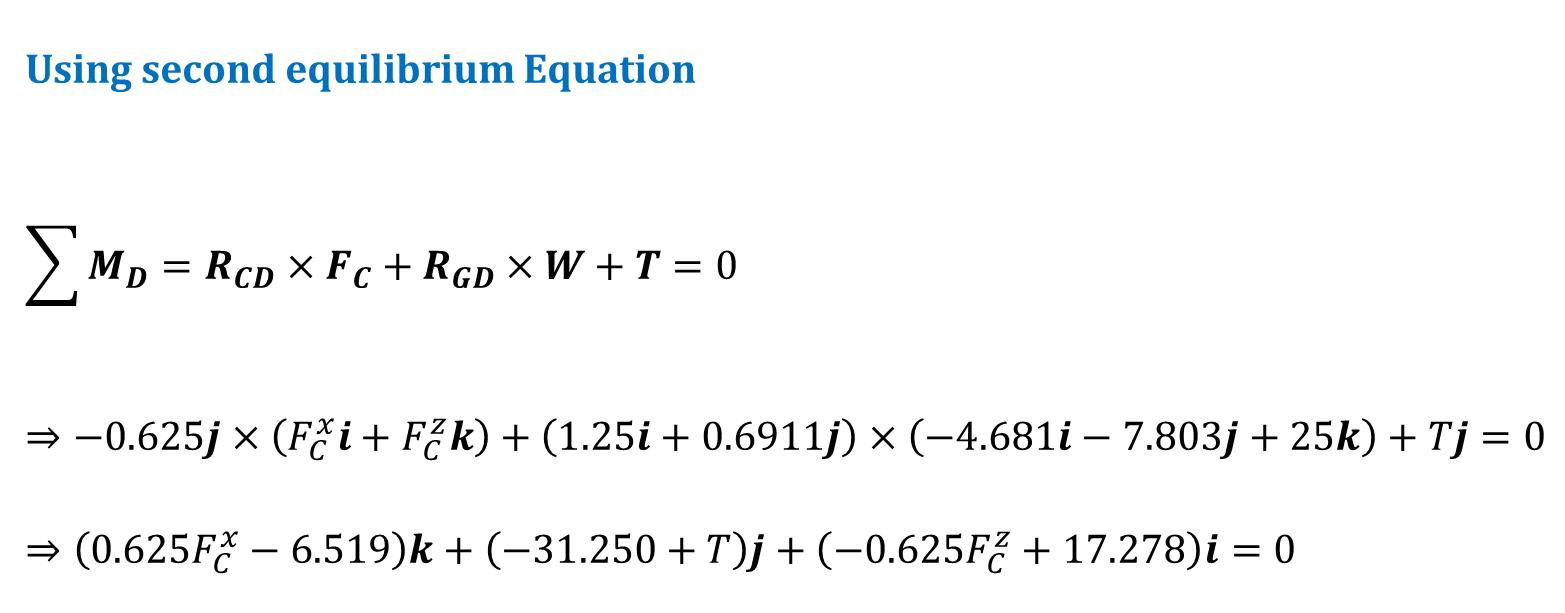 Using second equilibrium Equation
∑ M_D = R_CD × F_C + R_GD × W + T = 0
⇒ −0.625j × (F_C^x i + F_C^z k) + (1.25i + 0.6911j) × (−4.681i − 7.803j + 25k) + Tj = 0
⇒ (0.625F_C^x − 6.519)k + (−31.250 + T)j + (−0.625F_C^z + 17.278)i = 0